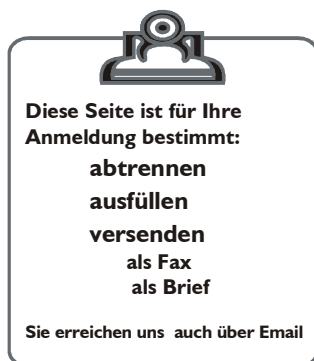 Diese Seite ist für Ihre
Anmeldung bestimmt:
abtrennen
ausfüllen
versenden
als Fax
als Brief
Sie erreichen uns auch über Email